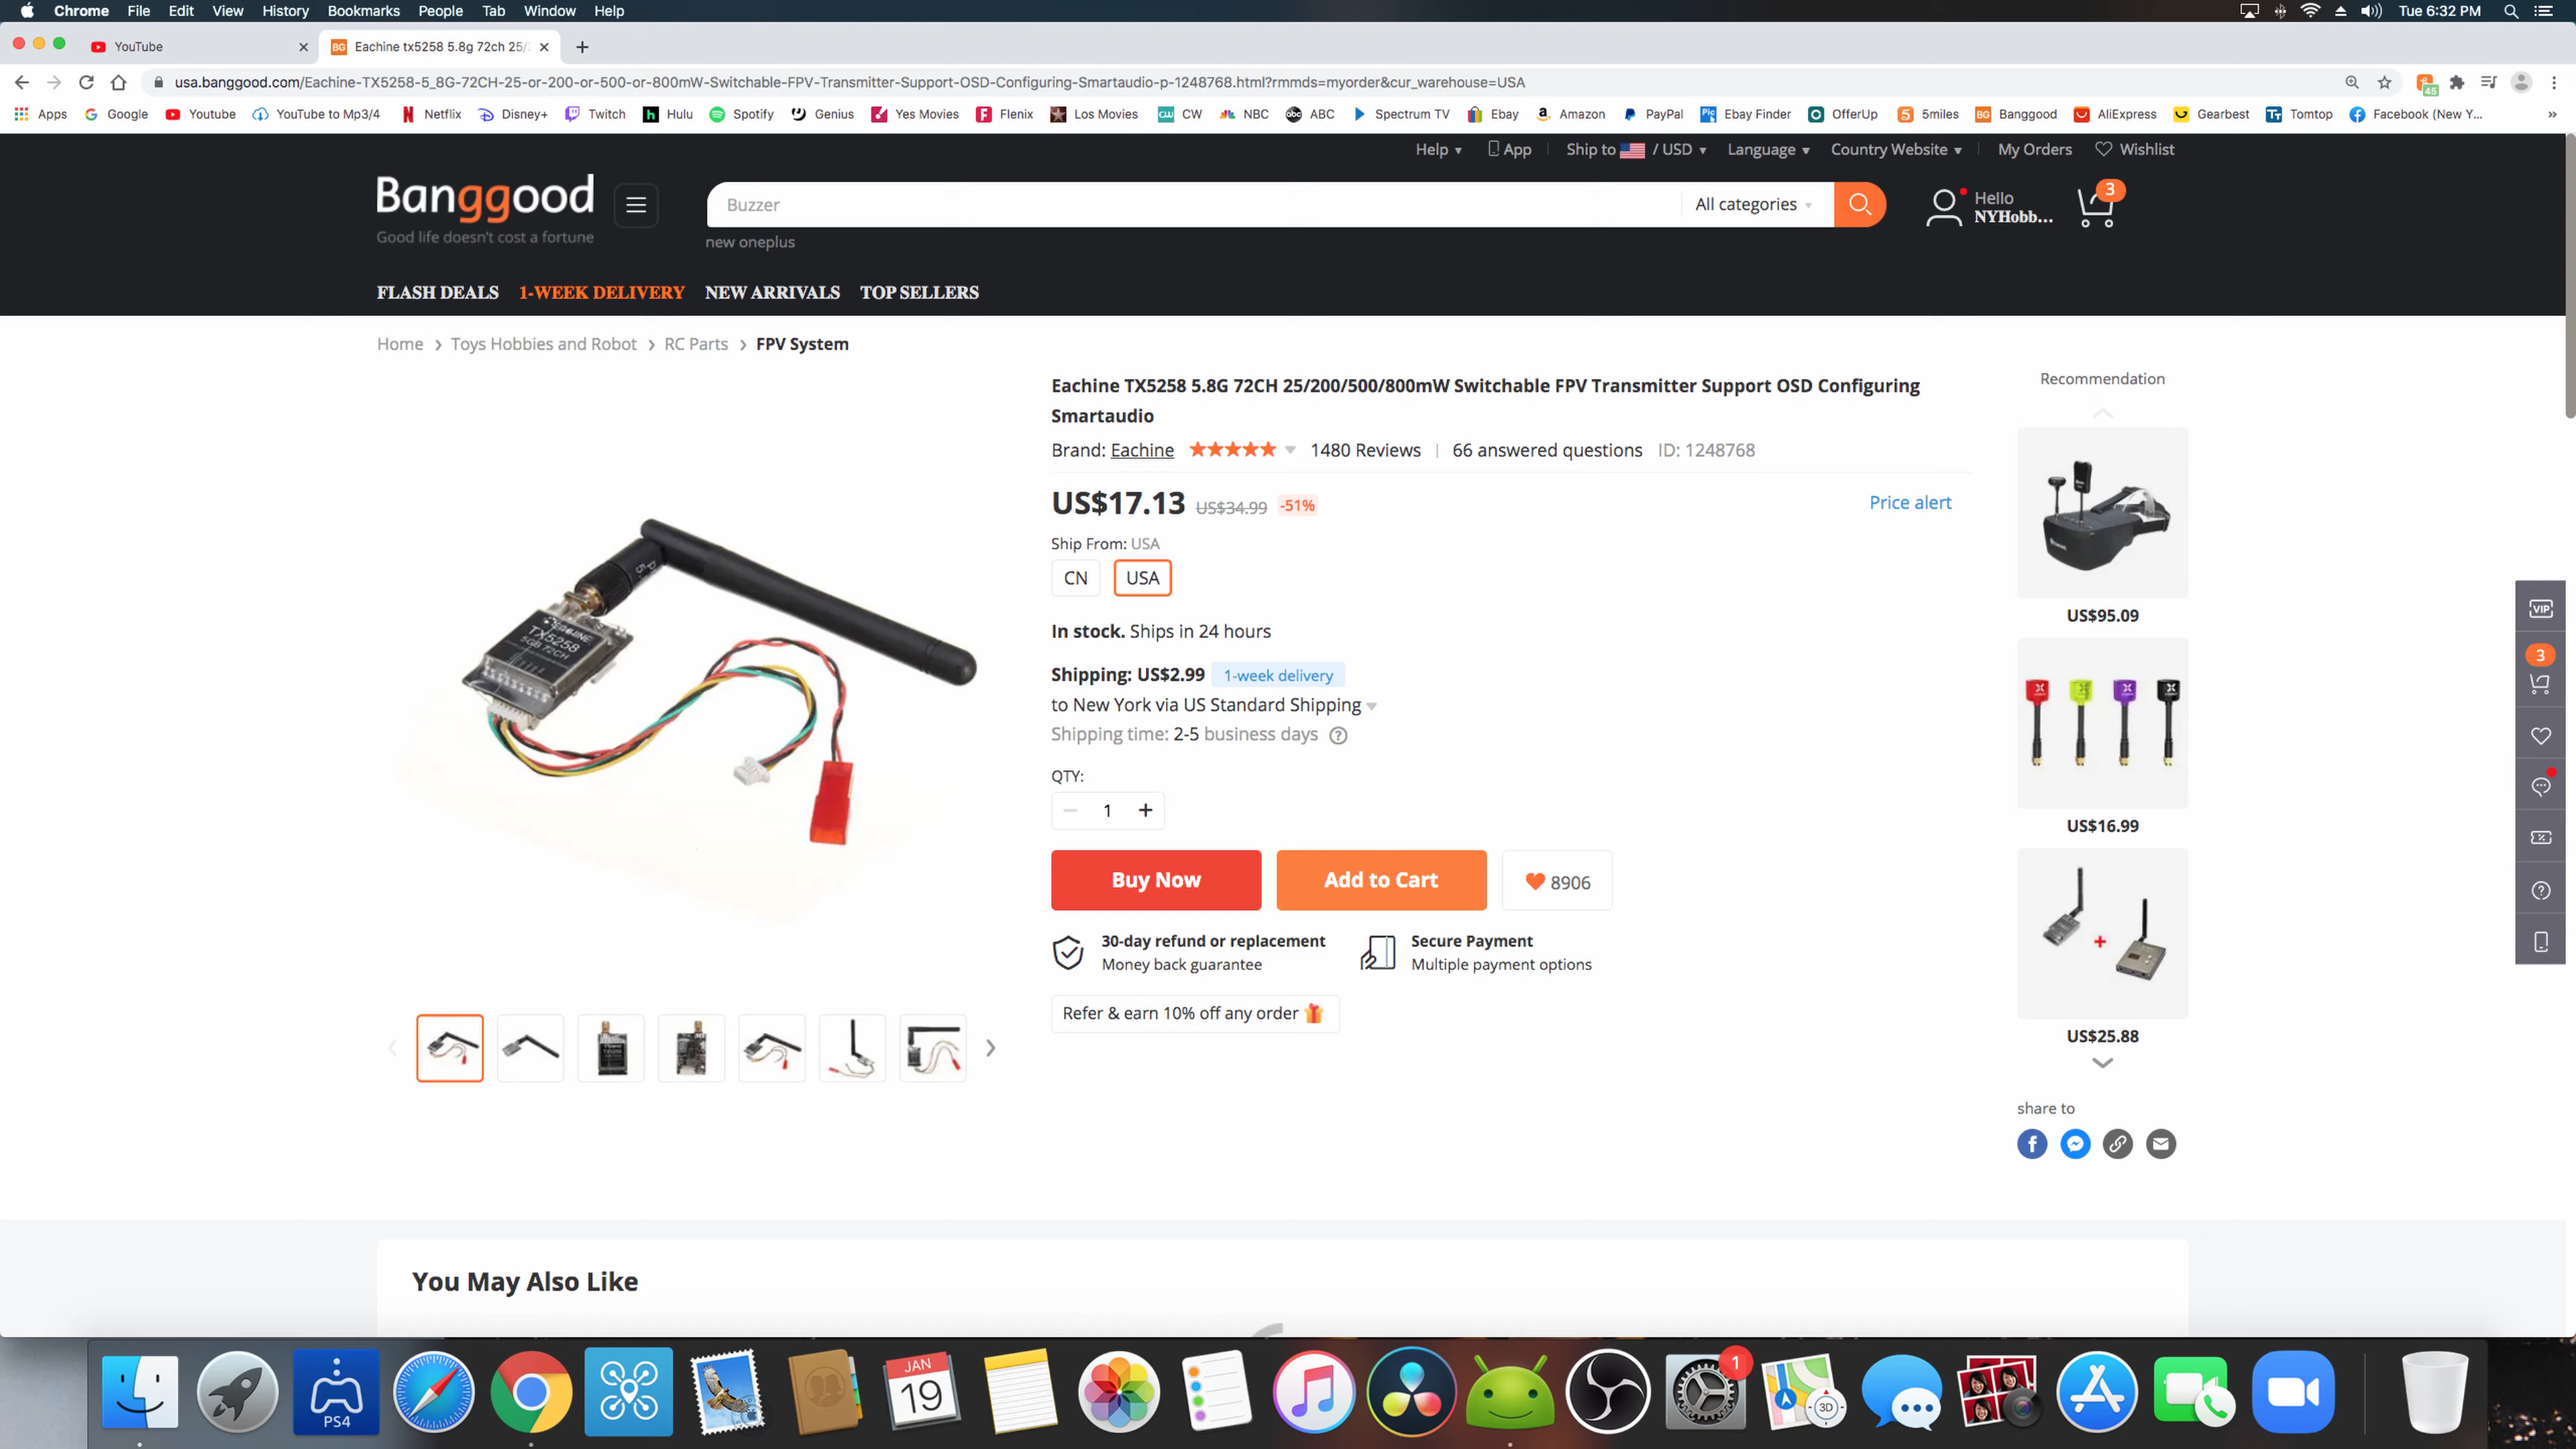 Chrome File Edit View History Bookmarks People Tab Window Help Tue 6:32 PM
YouTube
Eachine tx5258 5.8g 72ch 25/
usa.banggood.com/Eachine-TX5258-5_8G-72CH-25-or-200-or-500-or-800mW-Switchable-FPV-Transmitter-Support-OSD-Configuring-Smartaudio-p-1248768.html?rmmds=myorder&cur_warehouse=USA
45
Apps Google Youtube YouTube to Mp3/4 Netflix Disney+ Twitch Hulu Spotify Genius Yes Movies Flenix Los Movies CW NBC ABC Spectrum TV Ebay Amazon PayPal Ebay Finder OfferUp 5miles Banggood AliExpress Gearbest Tomtop Facebook (New Y... »
Help App Ship to / USD Language Country Website My Orders Wishlist
Banggood
Good life doesn't cost a fortune
Buzzer
All categories
new oneplus
Hello
NYHobb...
3
FLASH DEALS 1-WEEK DELIVERY NEW ARRIVALS TOP SELLERS
Home › Toys Hobbies and Robot › RC Parts › FPV System
Eachine TX5258 5.8G 72CH 25/200/500/800mW Switchable FPV Transmitter Support OSD Configuring
Smartaudio
Brand: Eachine 1480 Reviews | 66 answered questions ID: 1248768
US$17.13 US$34.99 -51% Price alert
Ship From: USA
CN USA
In stock. Ships in 24 hours
Shipping: US$2.99 1-week delivery
to New York via US Standard Shipping
Shipping time: 2-5 business days
QTY:
1
Buy Now Add to Cart 8906
30-day refund or replacement
Money back guarantee
Secure Payment
Multiple payment options
Refer & earn 10% off any order
EACHINE
TX5258
5GB 72CH
Recommendation
US$95.09
US$16.99
US$25.88
share to
VIP
3
You May Also Like
PS4
JAN
19
1
3D